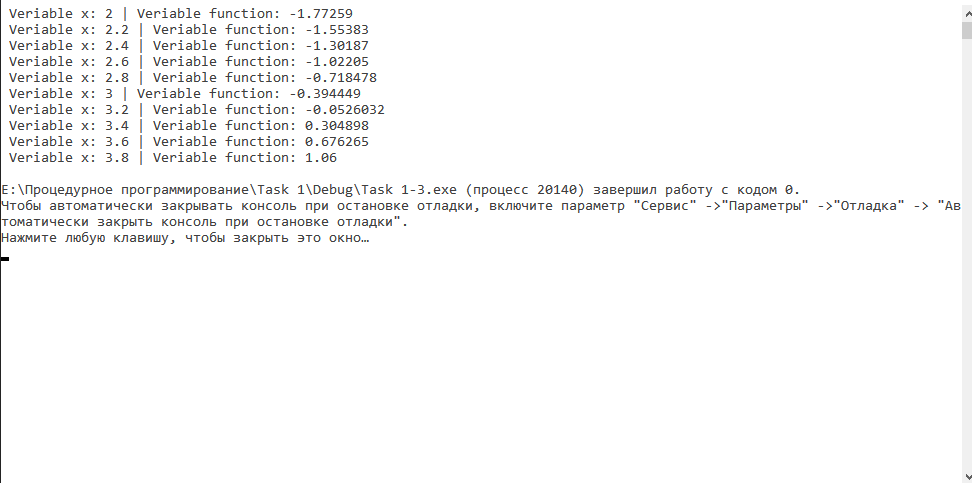 Veriable x: 2 | Veriable function: -1.77259
Veriable x: 2.2 | Veriable function: -1.55383
Veriable x: 2.4 | Veriable function: -1.30187
Veriable x: 2.6 | Veriable function: -1.02205
Veriable x: 2.8 | Veriable function: -0.718478
Veriable x: 3 | Veriable function: -0.394449
Veriable x: 3.2 | Veriable function: -0.0526032
Veriable x: 3.4 | Veriable function: 0.304898
Veriable x: 3.6 | Veriable function: 0.676265
Veriable x: 3.8 | Veriable function: 1.06
E:\Процедурное программирование\Task 1\Debug\Task 1-3.exe (процесс 20140) завершил работу с кодом 0.
Чтобы автоматически закрывать консоль при остановке отладки, включите параметр "Сервис" ->"Параметры" ->"Отладка" -> "Ав
томатически закрыть консоль при остановке отладки".
Нажмите любую клавишу, чтобы закрыть это окно…